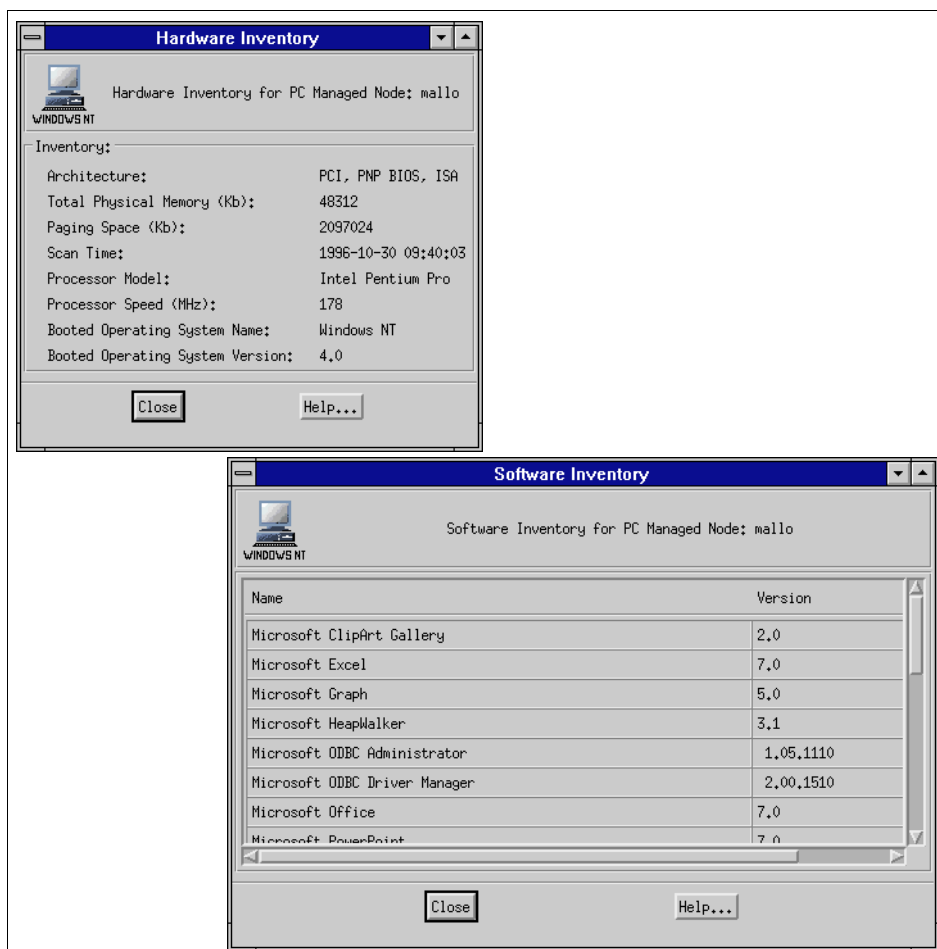 Hardware Inventory
WINDOWS NT
Hardware Inventory for PC Managed Node: mallo
Inventory:
Architecture: PCI, PNP BIOS, ISA
Total Physical Memory (Kb): 48312
Paging Space (Kb): 2097024
Scan Time: 1996-10-30 09:40:03
Processor Model: Intel Pentium Pro
Processor Speed (MHz): 178
Booted Operating System Name: Windows NT
Booted Operating System Version: 4.0
Close Help...
Software Inventory
WINDOWS NT
Software Inventory for PC Managed Node: mallo
Name Version
Microsoft ClipArt Gallery 2.0
Microsoft Excel 7.0
Microsoft Graph 5.0
Microsoft HeapWalker 3.1
Microsoft ODBC Administrator 1.05.1110
Microsoft ODBC Driver Manager 2.00.1510
Microsoft Office 7.0
Microsoft PowerPoint 7.0
Close Help...